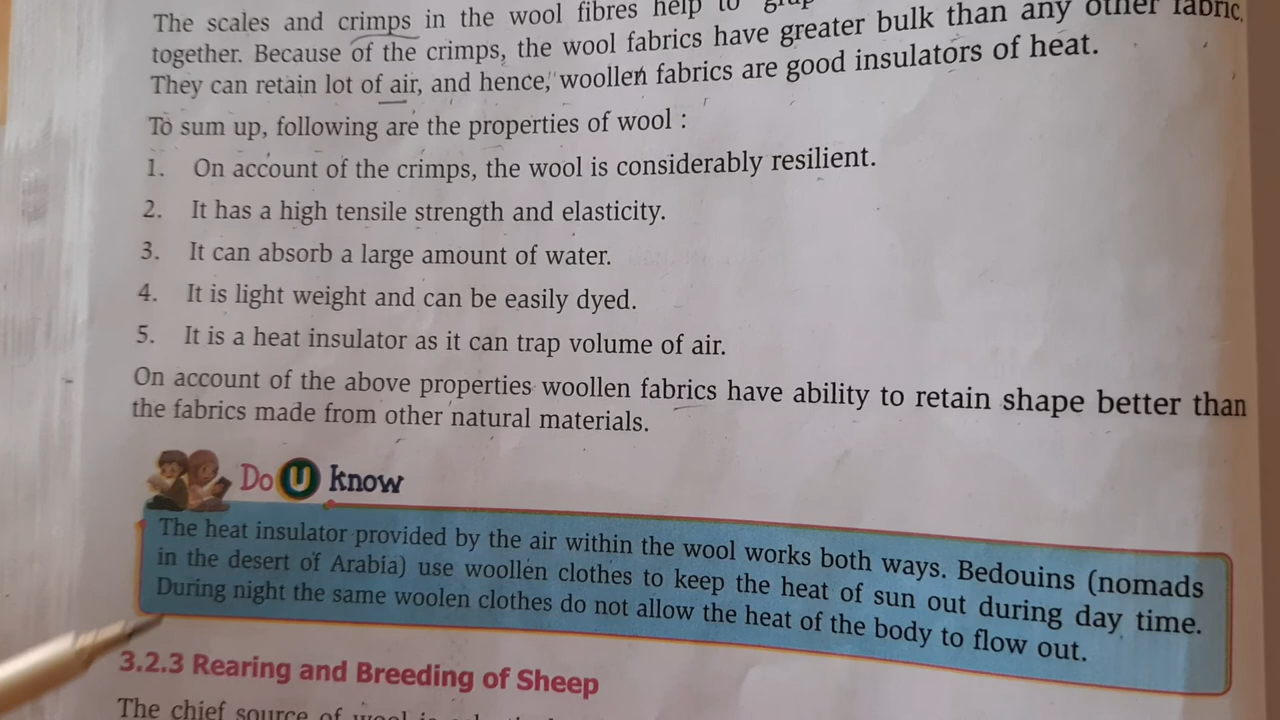 The scales and crimps in the wool fibres help to
together. Because of the crimps, the wool fabrics have greater bulk than any other fabric.
They can retain lot of air, and hence, woollen fabrics are good insulators of heat.
To sum up, following are the properties of wool :
1. On account of the crimps, the wool is considerably resilient.
2. It has a high tensile strength and elasticity.
3. It can absorb a large amount of water.
4. It is light weight and can be easily dyed.
5. It is a heat insulator as it can trap volume of air.
On account of the above properties woollen fabrics have ability to retain shape better than
the fabrics made from other natural materials.
Do U know
The heat insulator provided by the air within the wool works both ways. Bedouins (nomads
in the desert of Arabia) use woollen clothes to keep the heat of sun out during day time.
During night the same woolen clothes do not allow the heat of the body to flow out.
3.2.3 Rearing and Breeding of Sheep
The chief source of wool is